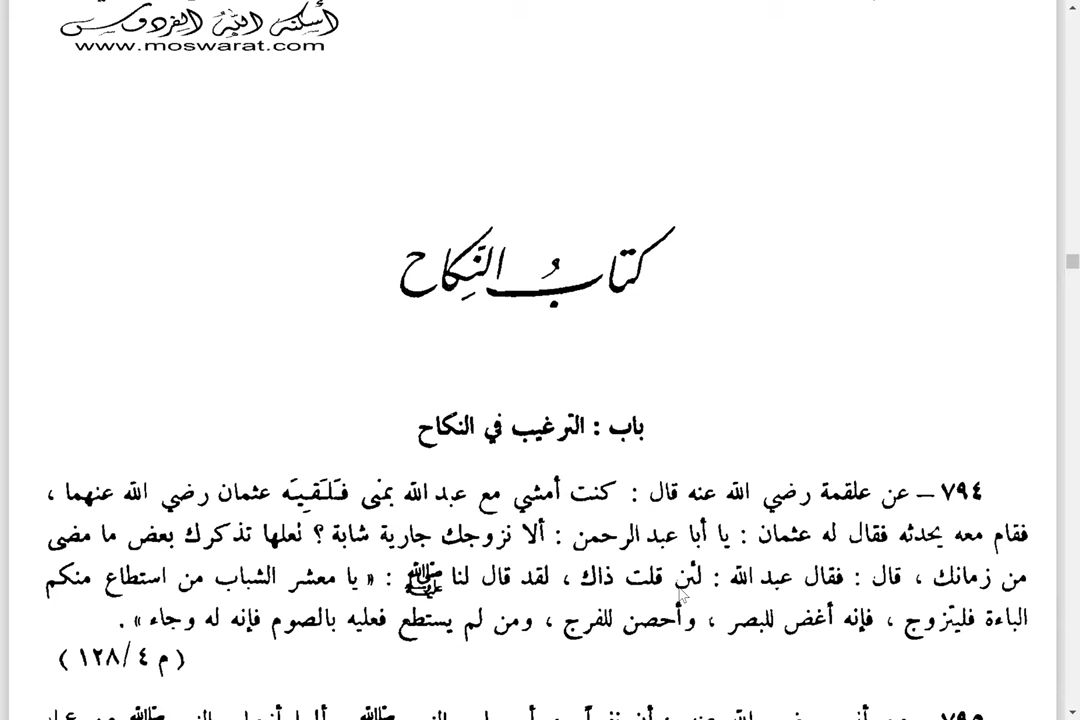 أسكنه الله الفردوس
www.moswarat.com
كتابُ النِّكاح
باب : الترغيب في النكاح
٧٩٤ – عن علقمة رضي الله عنه قال : كنت أمشي مع عبد الله بمنى فَلَقِيَه عثمان رضي الله عنهما ،
فقام معه يحدثه فقال له عثمان : يا أبا عبد الرحمن : ألا نزوجك جارية شابة ؟ لعلها تذكرك بعض ما مضى
من زمانك ، قال : فقال عبد الله : لئن قلت ذاك ، لقد قال لنا ﷺ : « يا معشر الشباب من استطاع منكم
الباءة فليتزوج ، فإنه أغض للبصر ، وأحصن للفرج ، ومن لم يستطع فعليه بالصوم فإنه له وجاء » .
( م ٤/١٢٨ )